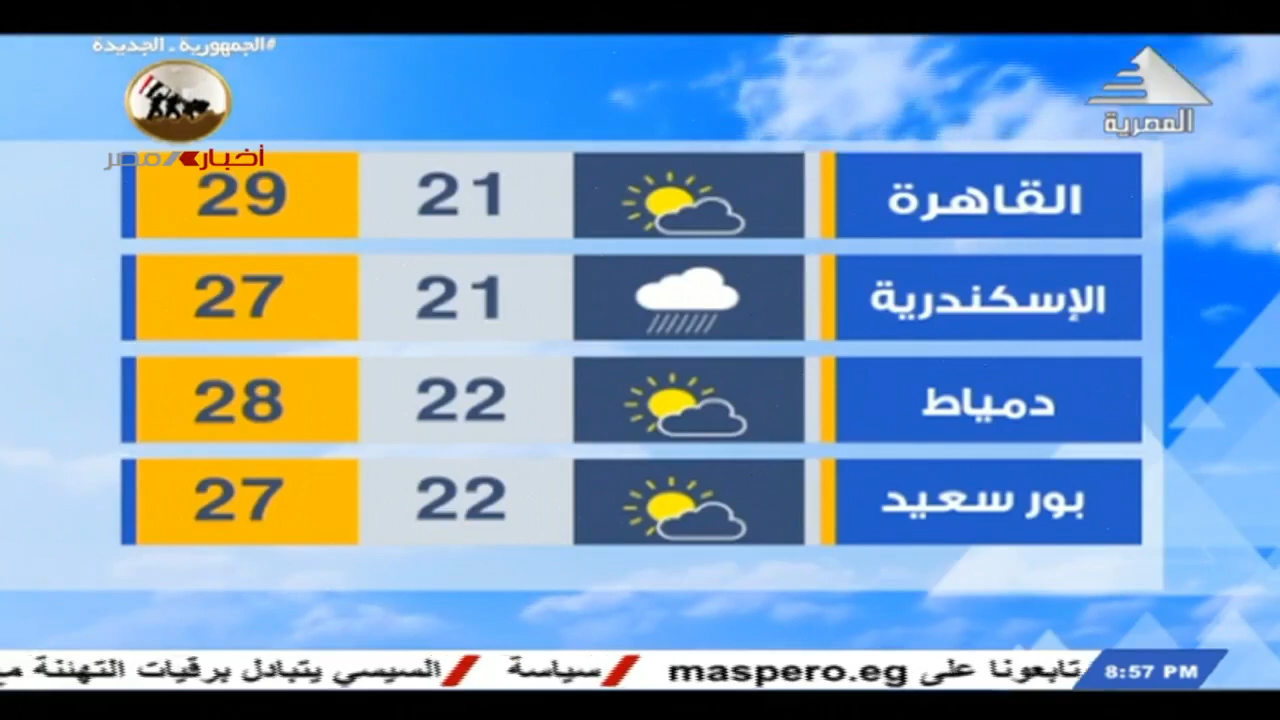 #الجمهورية_الجديدة
المصرية
أخبار مصر
القاهرة 21 29
الإسكندرية 21 27
دمياط 22 28
بور سعيد 22 27
8:57 PM تابعونا على maspero.eg سياسة السيسي يتبادل برقيات التهنئة